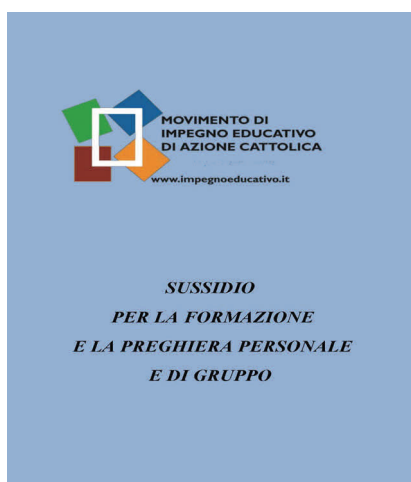 MOVIMENTO DI
IMPEGNO EDUCATIVO
DI AZIONE CATTOLICA
www.impegnoeducativo.it
SUSSIDIO
PER LA FORMAZIONE
E LA PREGHIERA PERSONALE
E DI GRUPPO